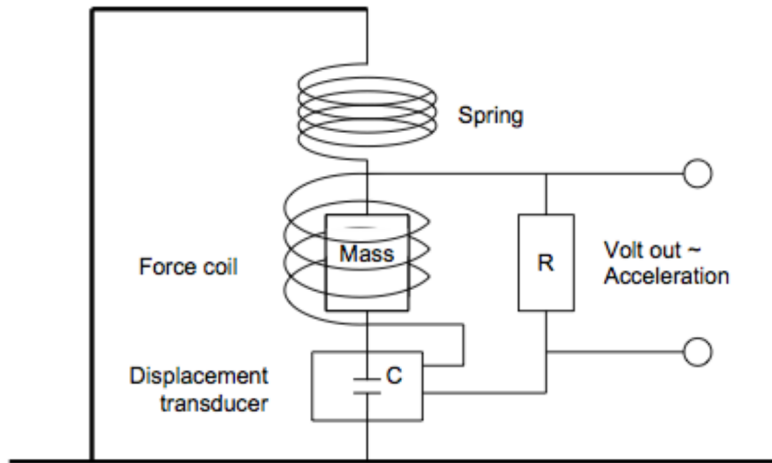 Spring
Force coil
Mass
R
Volt out ~
Acceleration
Displacement
transducer
C